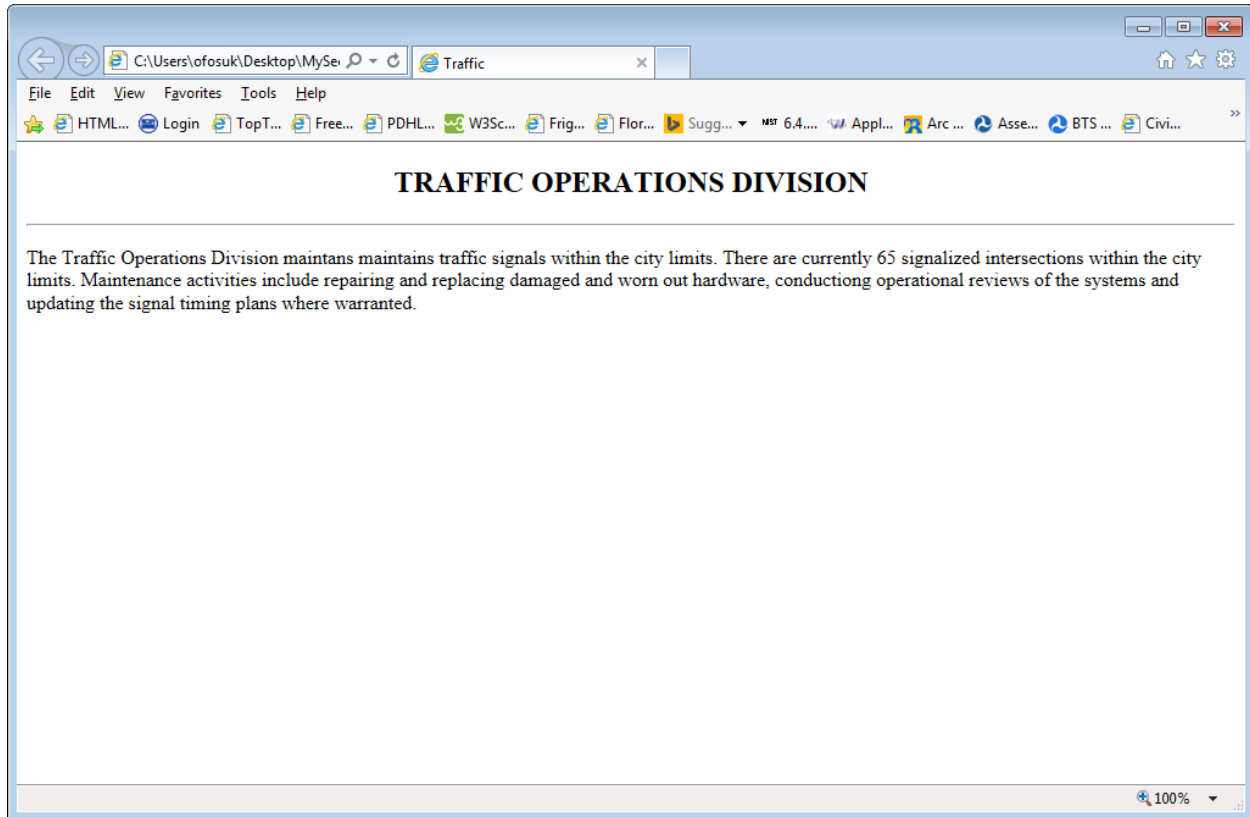 C:\Users\ofosuk\Desktop\MySe
Traffic
File Edit View Favorites Tools Help
HTML... Login TopT... Free... PDHL... W3Sc... Frig... Flor... Sugg... NIST 6.4.... Appl... Arc ... Asse... BTS ... Civi...
TRAFFIC OPERATIONS DIVISION
The Traffic Operations Division maintans maintains traffic signals within the city limits. There are currently 65 signalized intersections within the city
limits. Maintenance activities include repairing and replacing damaged and worn out hardware, conductiong operational reviews of the systems and
updating the signal timing plans where warranted.
100%